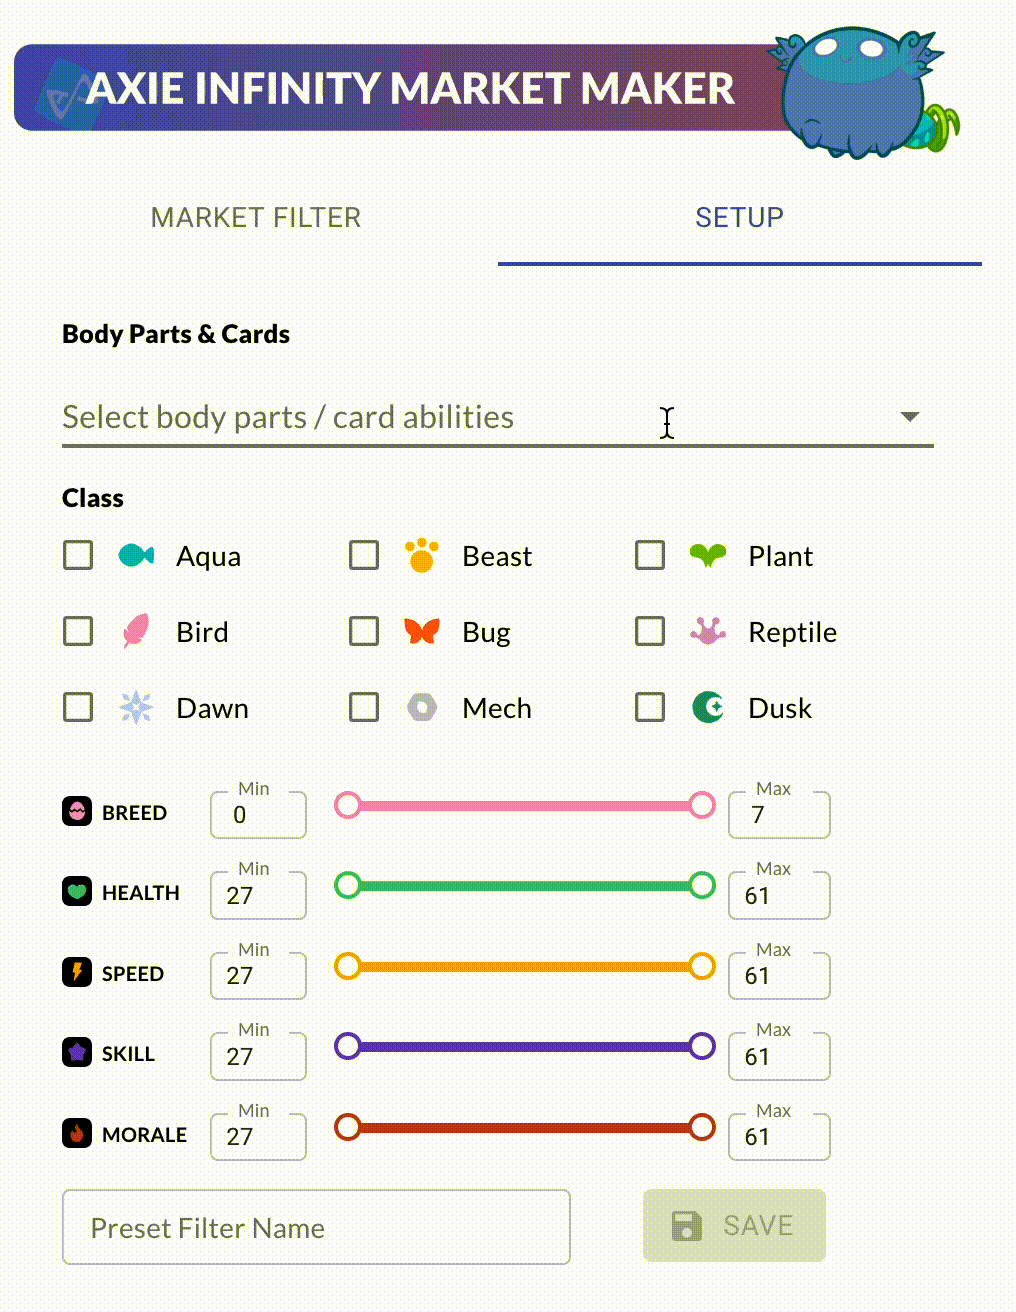 AXIE INFINITY MARKET MAKER
MARKET FILTER SETUP
Body Parts & Cards
Select body parts / card abilities
Class
Aqua Beast Plant
Bird Bug Reptile
Dawn Mech Dusk
Min Max
BREED 0 7
Min Max
HEALTH 27 61
Min Max
SPEED 27 61
Min Max
SKILL 27 61
Min Max
MORALE 27 61
Preset Filter Name SAVE